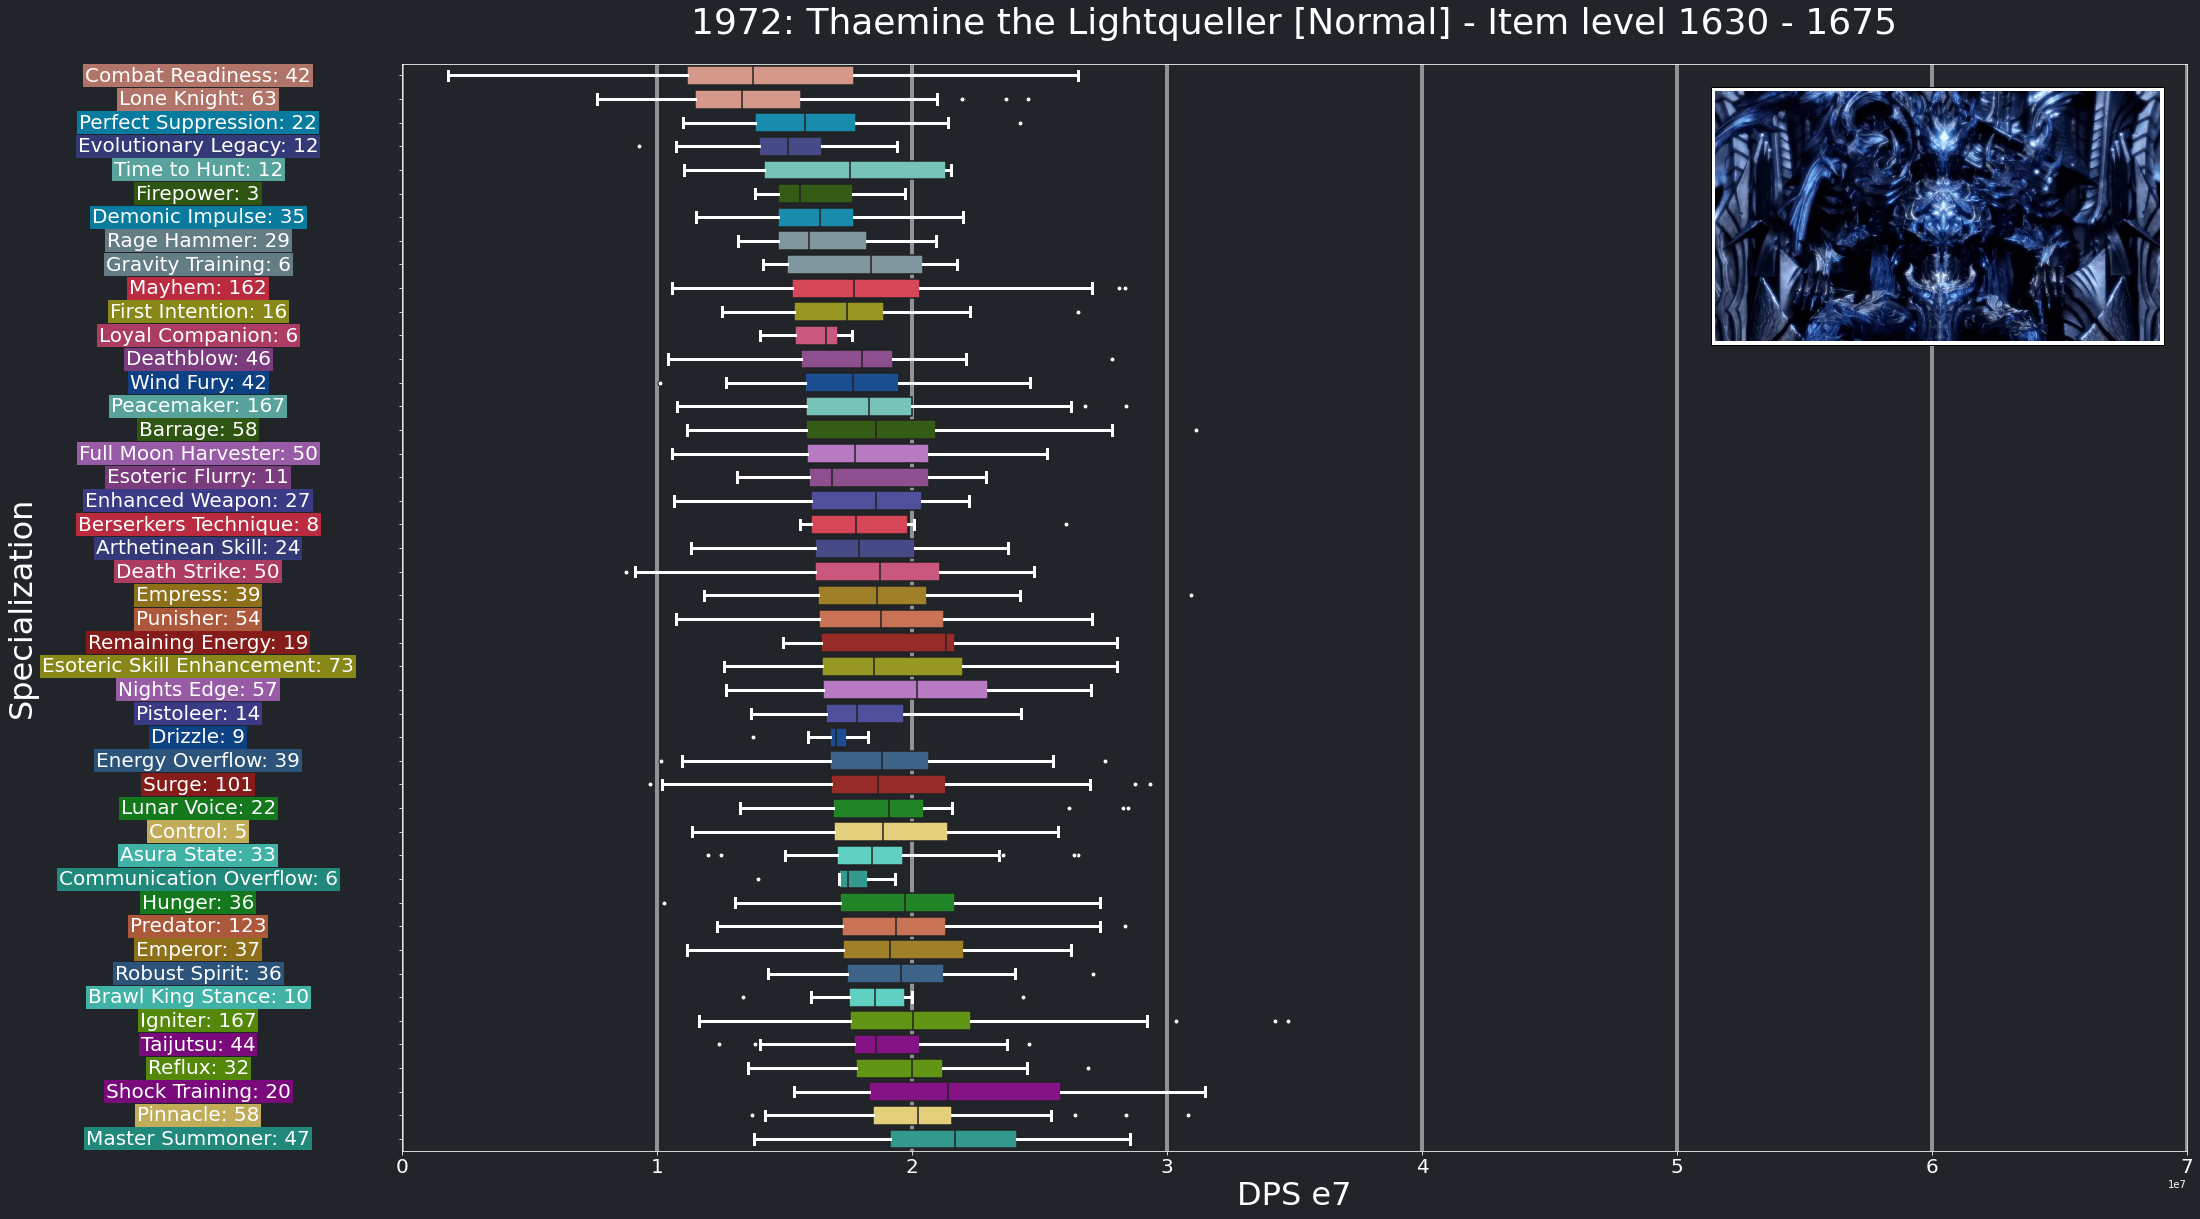 1972: Thaemine the Lightqueller [Normal] - Item level 1630 - 1675
Specialization
Combat Readiness: 42
Lone Knight: 63
Perfect Suppression: 22
Evolutionary Legacy: 12
Time to Hunt: 12
Firepower: 3
Demonic Impulse: 35
Rage Hammer: 29
Gravity Training: 6
Mayhem: 162
First Intention: 16
Loyal Companion: 6
Deathblow: 46
Wind Fury: 42
Peacemaker: 167
Barrage: 58
Full Moon Harvester: 50
Esoteric Flurry: 11
Enhanced Weapon: 27
Berserkers Technique: 8
Arthetinean Skill: 24
Death Strike: 50
Empress: 39
Punisher: 54
Remaining Energy: 19
Esoteric Skill Enhancement: 73
Nights Edge: 57
Pistoleer: 14
Drizzle: 9
Energy Overflow: 39
Surge: 101
Lunar Voice: 22
Control: 5
Asura State: 33
Communication Overflow: 6
Hunger: 36
Predator: 123
Emperor: 37
Robust Spirit: 36
Brawl King Stance: 10
Igniter: 167
Taijutsu: 44
Reflux: 32
Shock Training: 20
Pinnacle: 58
Master Summoner: 47
0 1 2 3 4 5 6 7
1e7
DPS e7